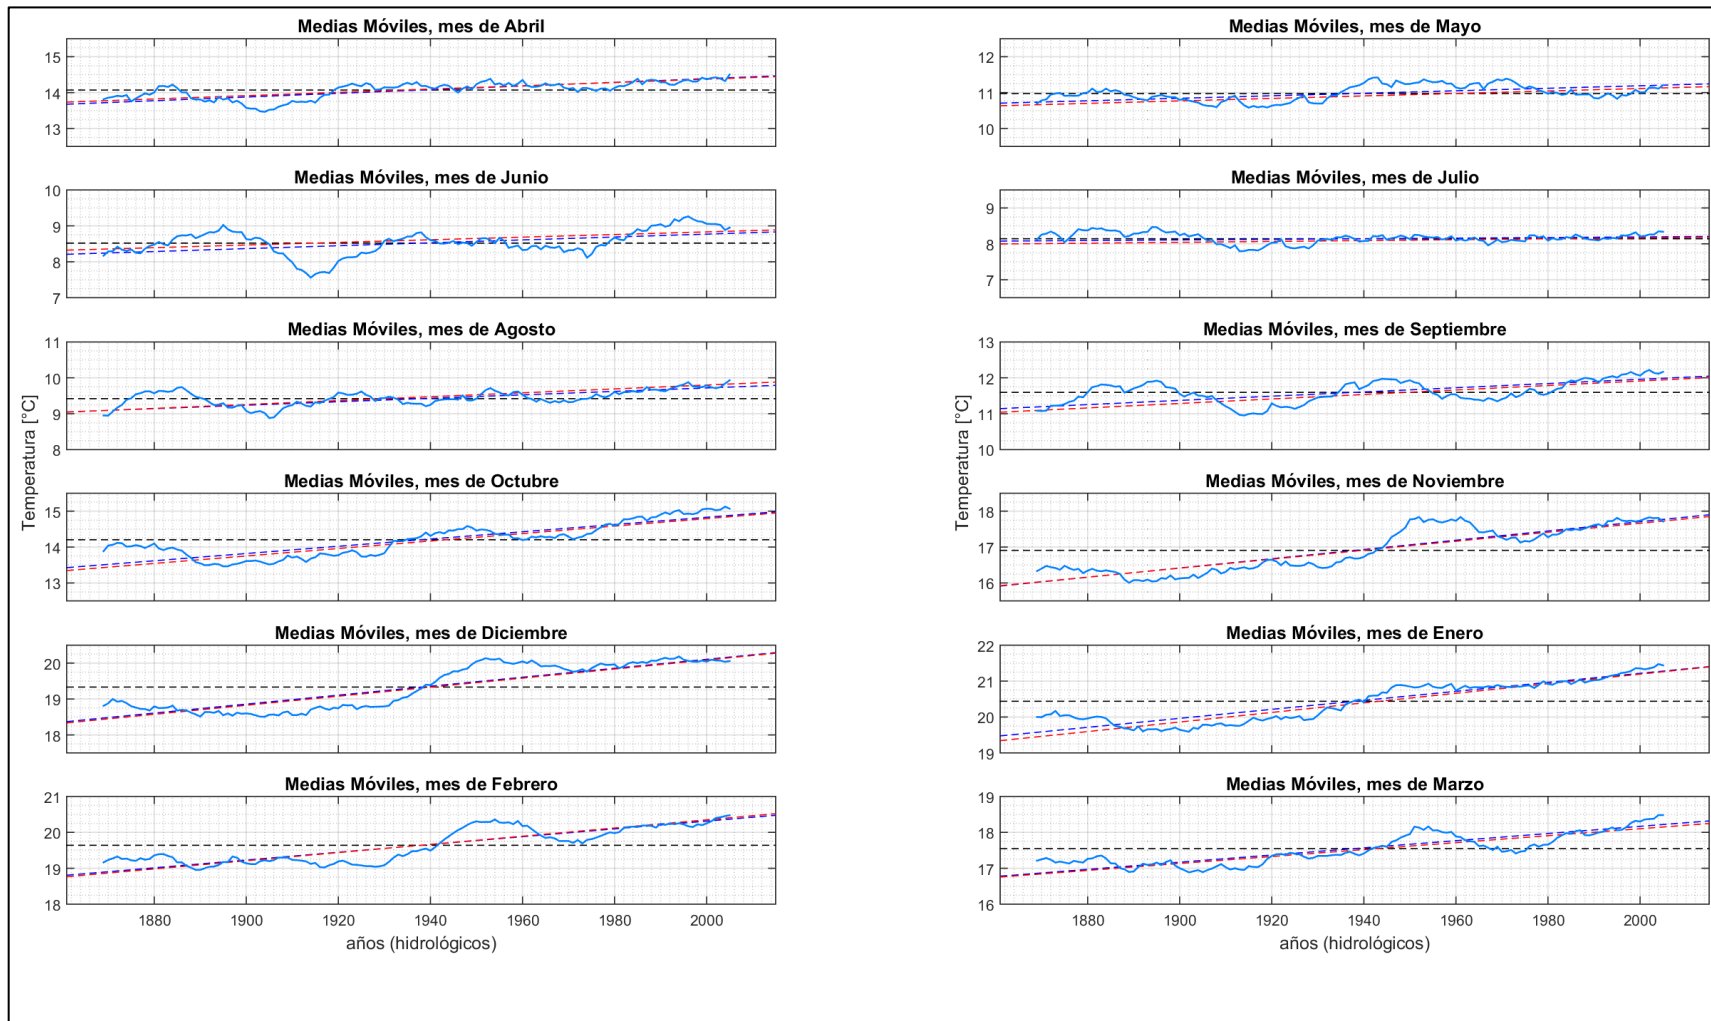 Medias Móviles, mes de Abril
15
14
13
Medias Móviles, mes de Mayo
12
11
10
Medias Móviles, mes de Junio
10
9
8
7
Medias Móviles, mes de Julio
9
8
7
Medias Móviles, mes de Agosto
11
10
9
8
Medias Móviles, mes de Septiembre
13
12
11
10
Temperatura [°C]
Temperatura [°C]
Medias Móviles, mes de Octubre
15
14
13
Medias Móviles, mes de Noviembre
18
17
16
Medias Móviles, mes de Diciembre
20
19
18
Medias Móviles, mes de Enero
22
21
20
19
Medias Móviles, mes de Febrero
21
20
19
18
1880 1900 1920 1940 1960 1980 2000
años (hidrológicos)
Medias Móviles, mes de Marzo
19
18
17
16
1880 1900 1920 1940 1960 1980 2000
años (hidrológicos)